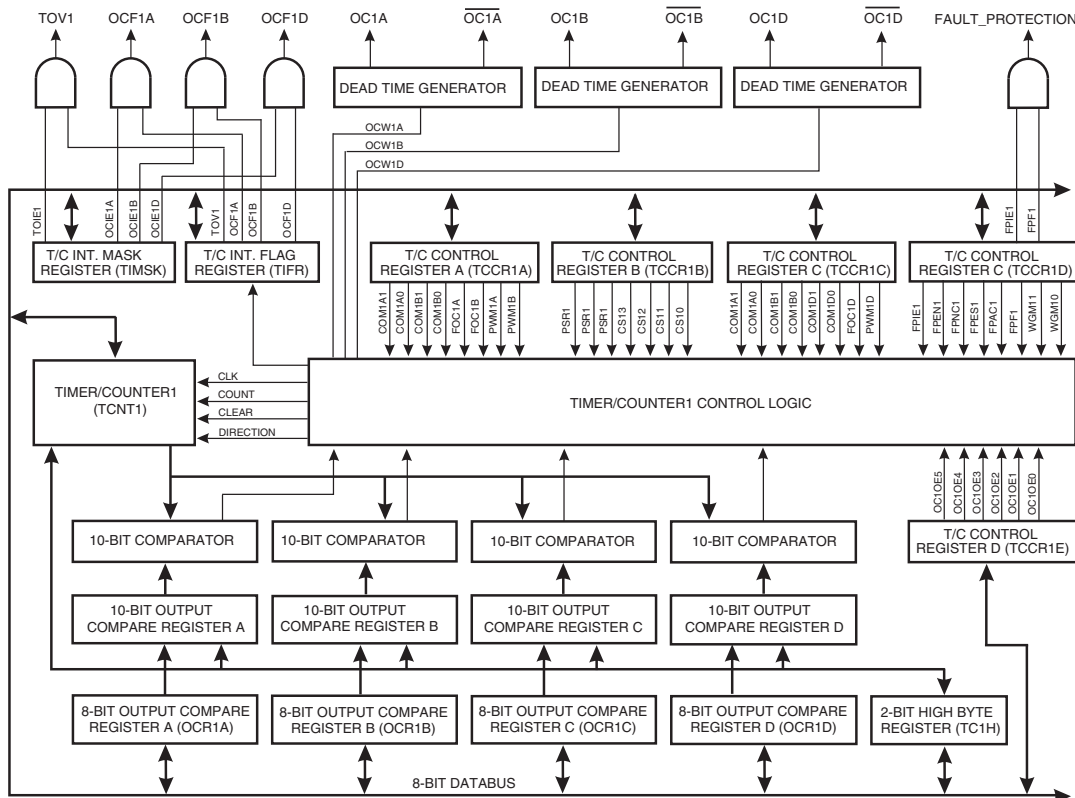 TOV1
OCF1A
OCF1B
OCF1D
OC1A
OC1A
OC1B
OC1B
OC1D
OC1D
FAULT_PROTECTION
DEAD TIME GENERATOR
DEAD TIME GENERATOR
DEAD TIME GENERATOR
OCW1A
OCW1B
OCW1D
TOIE1
OCIE1A
OCIE1B
OCIE1D
TOV1
OCF1A
OCF1B
OCF1D
FPIE1
FPF1
T/C INT. MASK
REGISTER (TIMSK)
T/C INT. FLAG
REGISTER (TIFR)
T/C CONTROL
REGISTER A (TCCR1A)
T/C CONTROL
REGISTER B (TCCR1B)
T/C CONTROL
REGISTER C (TCCR1C)
T/C CONTROL
REGISTER C (TCCR1D)
COM1A1
COM1A0
COM1B1
COM1B0
FOC1A
FOC1B
PWM1A
PWM1B
PSR1
PSR1
PSR1
CS13
CS12
CS11
CS10
COM1A1
COM1A0
COM1B1
COM1B0
COM1D1
COM1D0
FOC1D
PWM1D
FPIE1
FPEN1
FPNC1
FPES1
FPAC1
FPF1
WGM11
WGM10
TIMER/COUNTER1
(TCNT1)
CLK
COUNT
CLEAR
DIRECTION
TIMER/COUNTER1 CONTROL LOGIC
OC1OE5
OC1OE4
OC1OE3
OC1OE2
OC1OE1
OC1OE0
10-BIT COMPARATOR
10-BIT COMPARATOR
10-BIT COMPARATOR
10-BIT COMPARATOR
T/C CONTROL
REGISTER D (TCCR1E)
10-BIT OUTPUT
COMPARE REGISTER A
10-BIT OUTPUT
COMPARE REGISTER B
10-BIT OUTPUT
COMPARE REGISTER C
10-BIT OUTPUT
COMPARE REGISTER D
8-BIT OUTPUT COMPARE
REGISTER A (OCR1A)
8-BIT OUTPUT COMPARE
REGISTER B (OCR1B)
8-BIT OUTPUT COMPARE
REGISTER C (OCR1C)
8-BIT OUTPUT COMPARE
REGISTER D (OCR1D)
2-BIT HIGH BYTE
REGISTER (TC1H)
8-BIT DATABUS